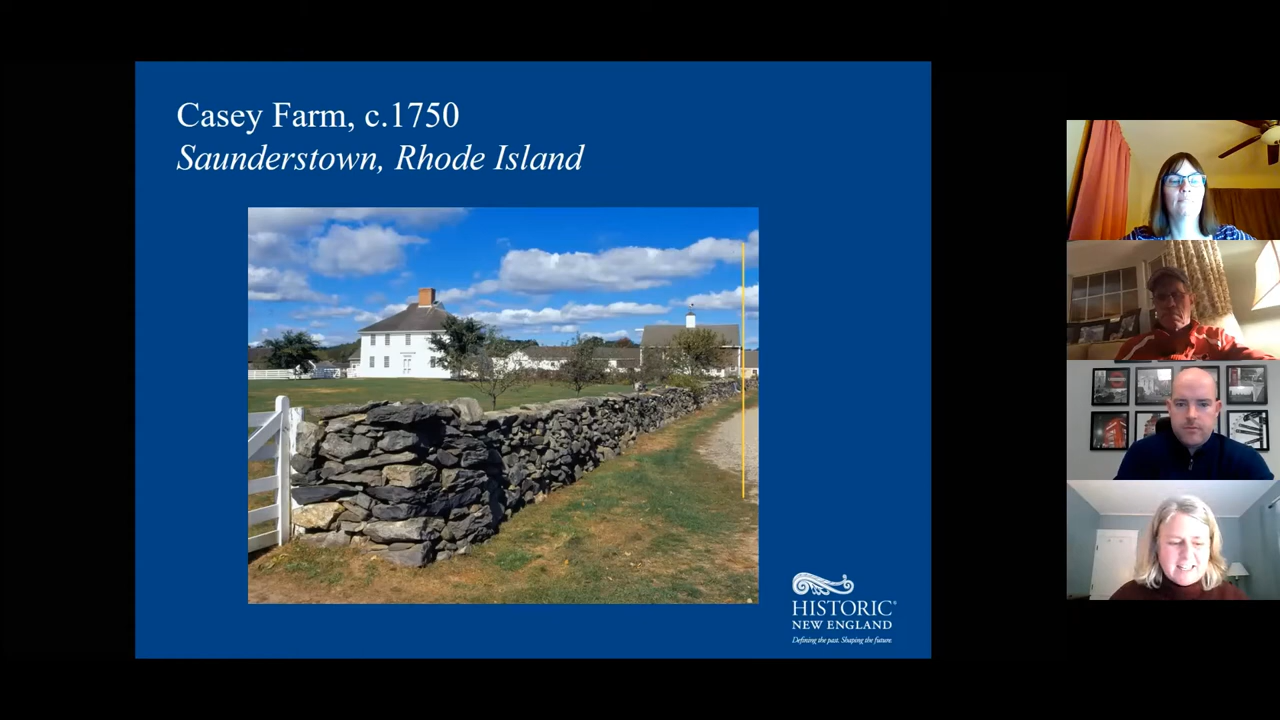 Casey Farm, c.1750
Saunderstown, Rhode Island
HISTORIC®
NEW ENGLAND
Defining the past. Shaping the future.